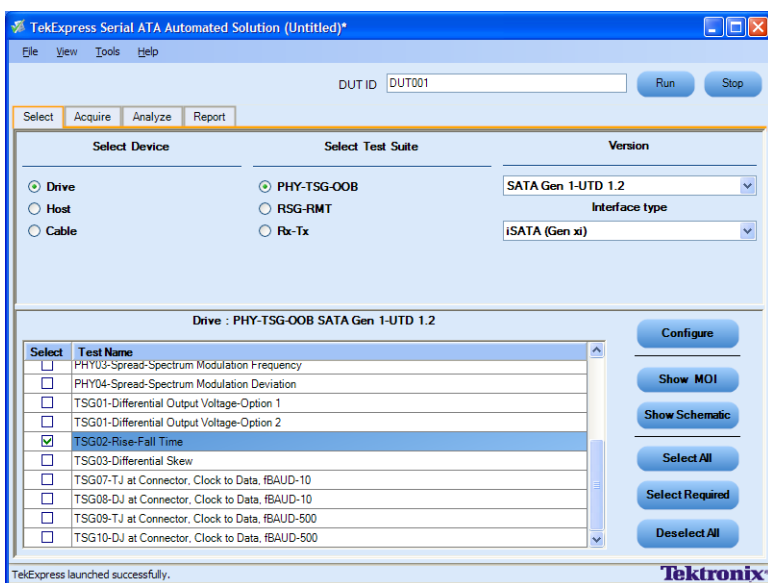 TekExpress Serial ATA Automated Solution (Untitled)*
File View Tools Help
DUT ID DUT001 Run Stop
Select Acquire Analyze Report
Select Device Select Test Suite Version
Drive PHY-TSG-OOB SATA Gen 1-UTD 1.2
Host RSG-RMT Interface type
Cable Rx-Tx iSATA (Gen xi)
Drive : PHY-TSG-OOB SATA Gen 1-UTD 1.2
Configure
Select Test Name
PHY03-Spread-Spectrum Modulation Frequency
PHY04-Spread-Spectrum Modulation Deviation Show MOI
TSG01-Differential Output Voltage-Option 1
TSG01-Differential Output Voltage-Option 2 Show Schematic
TSG02-Rise-Fall Time
TSG03-Differential Skew Select All
TSG07-TJ at Connector, Clock to Data, fBAUD-10
TSG08-DJ at Connector, Clock to Data, fBAUD-10 Select Required
TSG09-TJ at Connector, Clock to Data, fBAUD-500
TSG10-DJ at Connector, Clock to Data, fBAUD-500 Deselect All
TekExpress launched successfully. Tektronix